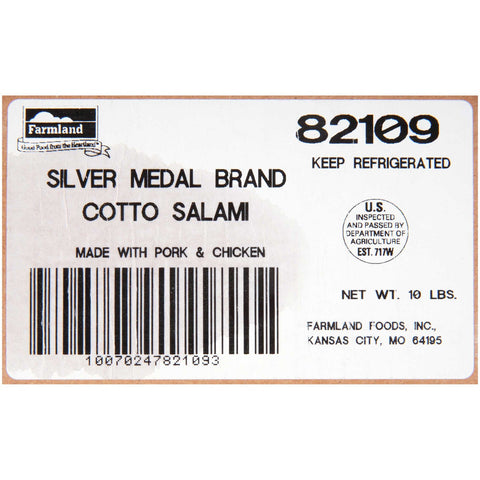 Farmland
Good Food from the Heartland
82109
KEEP REFRIGERATED
SILVER MEDAL BRAND
COTTO SALAMI
MADE WITH PORK & CHICKEN
U.S.
INSPECTED
AND PASSED BY
DEPARTMENT OF
AGRICULTURE
EST. 717W
NET WT. 10 LBS.
FARMLAND FOODS, INC.,
KANSAS CITY, MO 64195
10070247821093